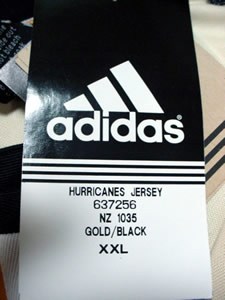 adidas
HURRICANES JERSEY
637256
NZ 1035
GOLD/BLACK
XXL